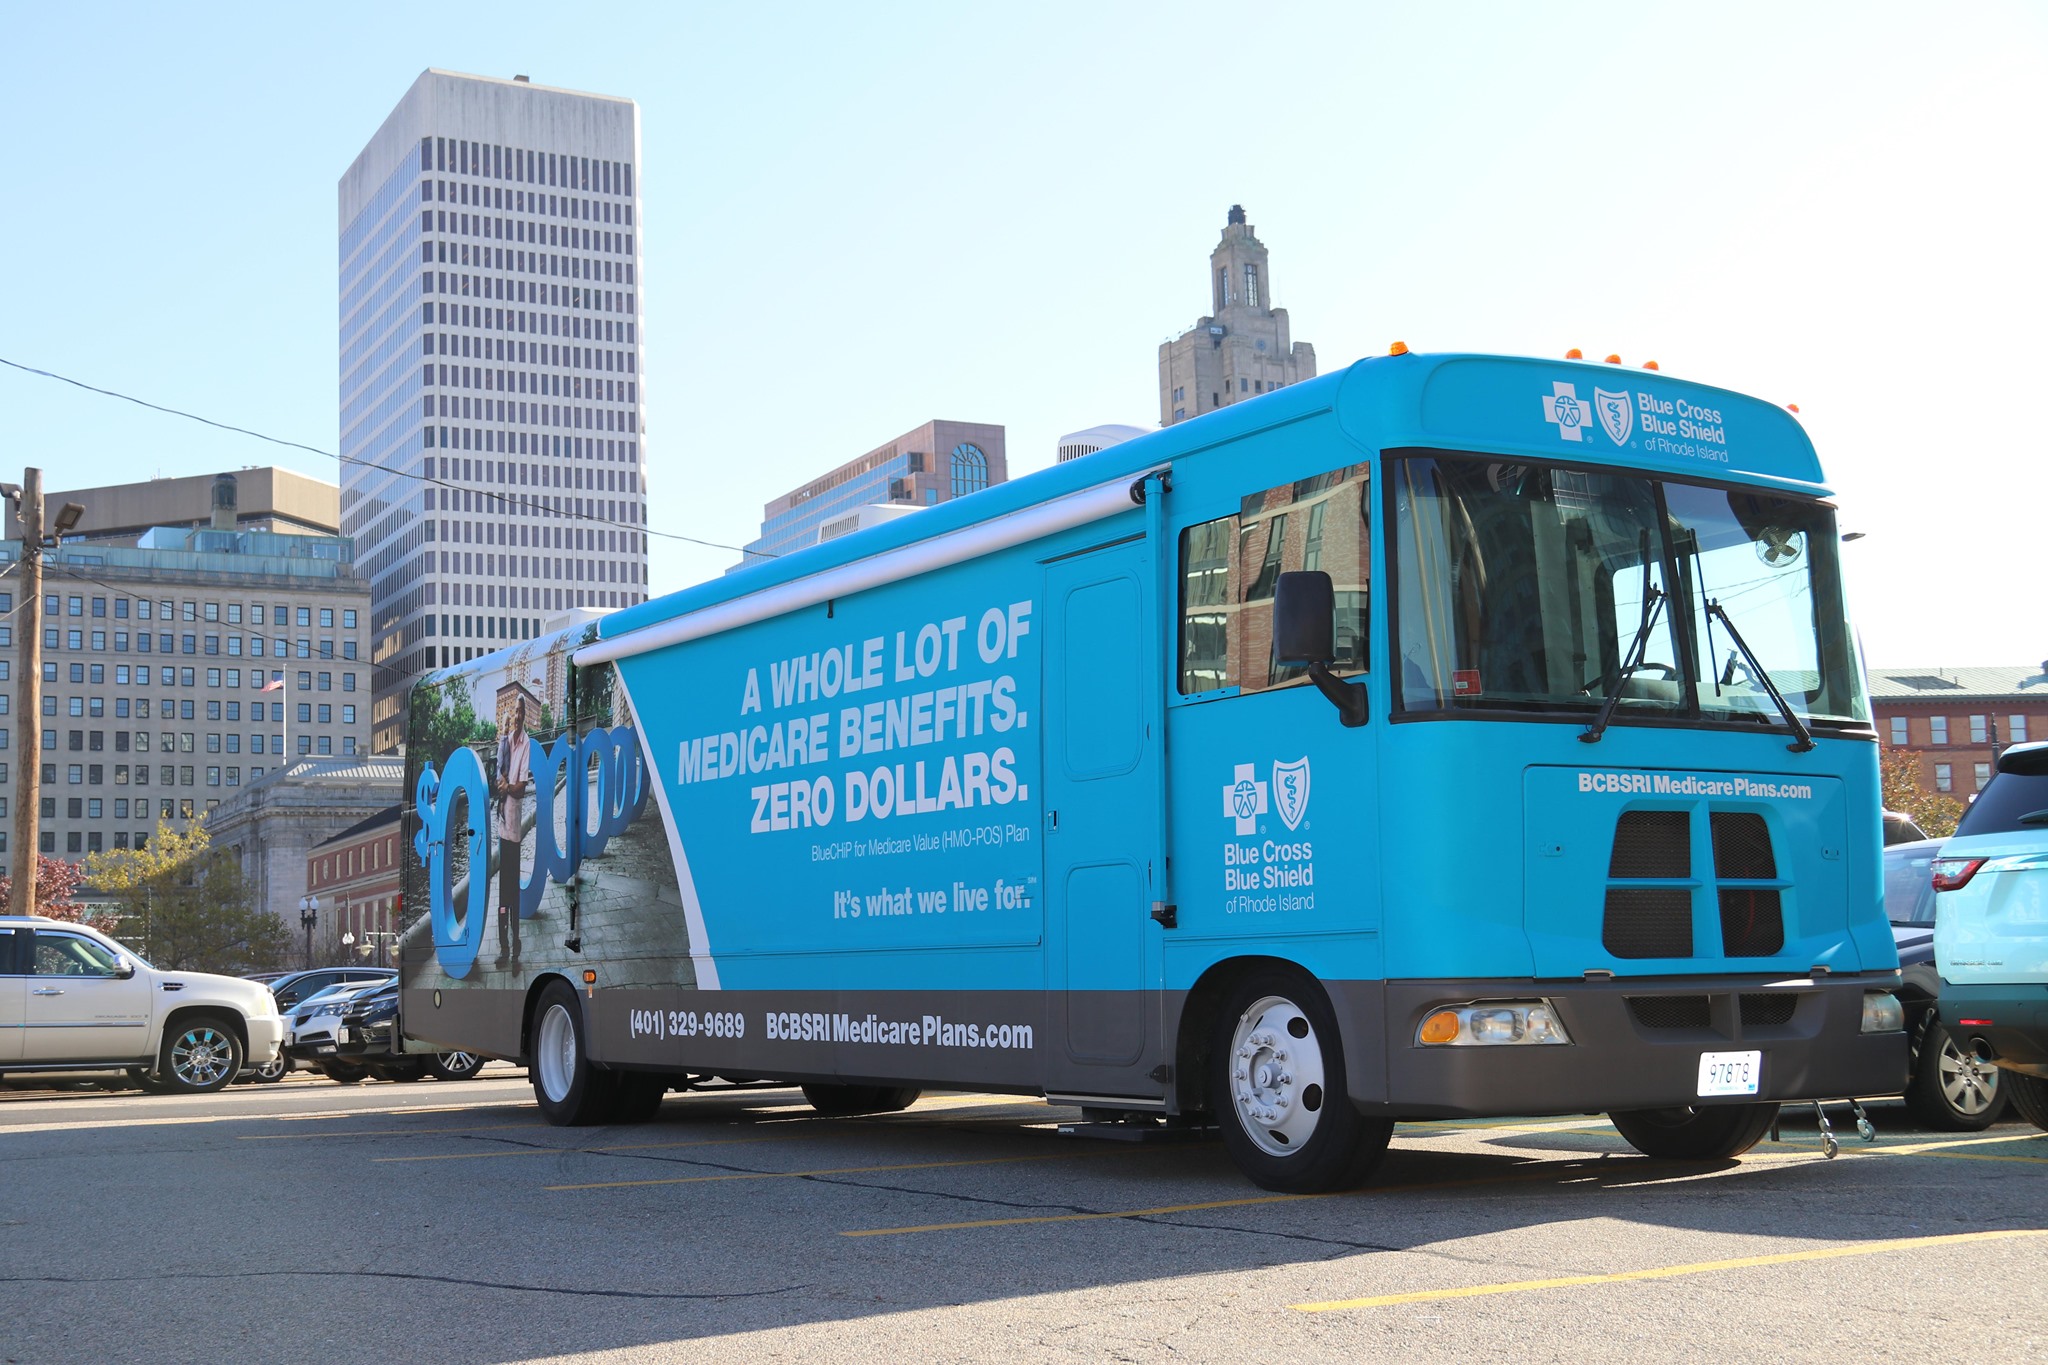 Blue Cross
Blue Shield
of Rhode Island
A WHOLE LOT OF
MEDICARE BENEFITS.
ZERO DOLLARS.
BlueCHiP for Medicare Value (HMO-POS) Plan
It's what we live for.
$0
Blue Cross
Blue Shield
of Rhode Island
BCBSRIMedicarePlans.com
(401) 329-9689 BCBSRIMedicarePlans.com
97878